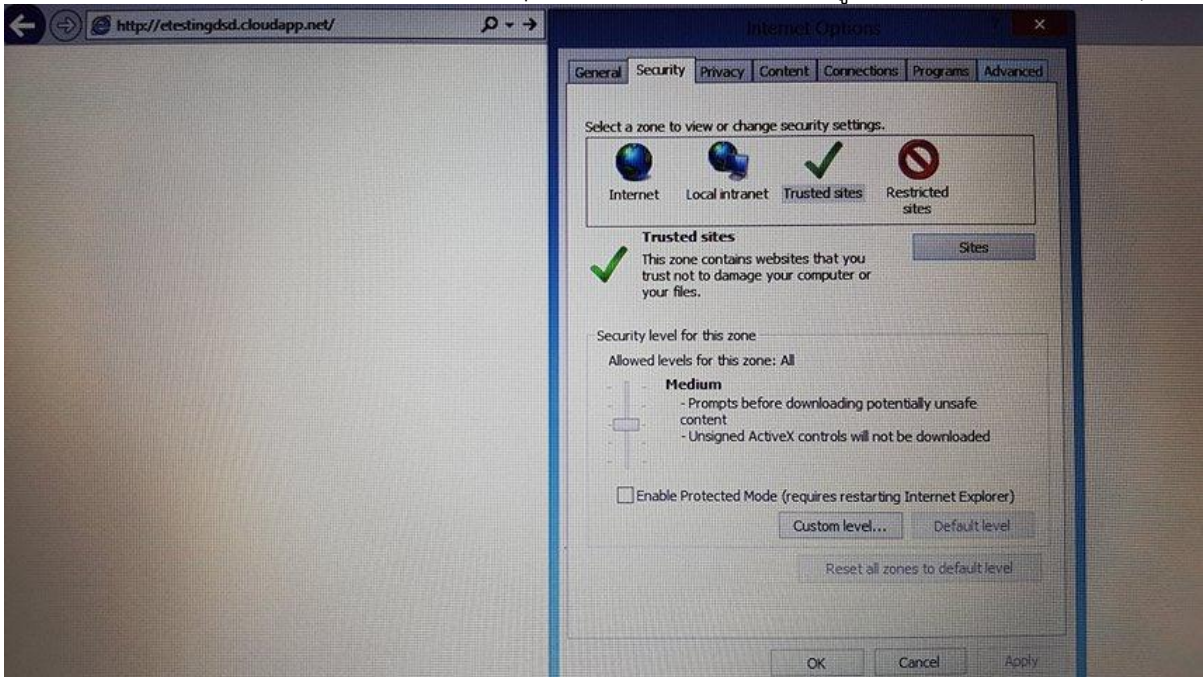 http://etestingdsd.cloudapp.net/
Internet Options
General Security Privacy Content Connections Programs Advanced
Select a zone to view or change security settings.
Internet Local intranet Trusted sites Restricted sites
Trusted sites
Sites
This zone contains websites that you
trust not to damage your computer or
your files.
Security level for this zone
Allowed levels for this zone: All
Medium
- Prompts before downloading potentially unsafe
content
- Unsigned ActiveX controls will not be downloaded
Enable Protected Mode (requires restarting Internet Explorer)
Custom level... Default level
Reset all zones to default level
OK Cancel Apply